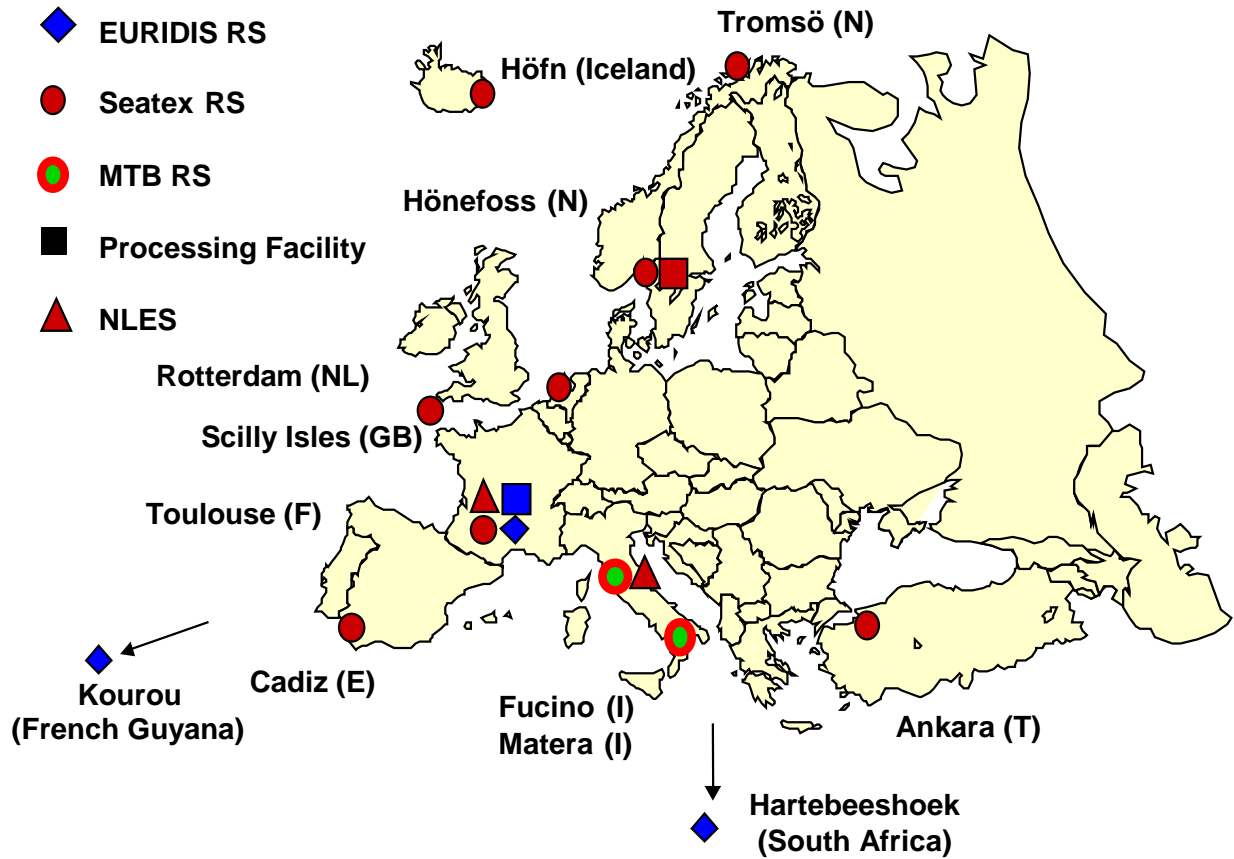 EURIDIS RS
Seatex RS
MTB RS
Processing Facility
NLES
Tromsö (N)
Höfn (Iceland)
Hönefoss (N)
Rotterdam (NL)
Scilly Isles (GB)
Toulouse (F)
Kourou
(French Guyana)
Cadiz (E)
Fucino (I)
Matera (I)
Ankara (T)
Hartebeeshoek
(South Africa)